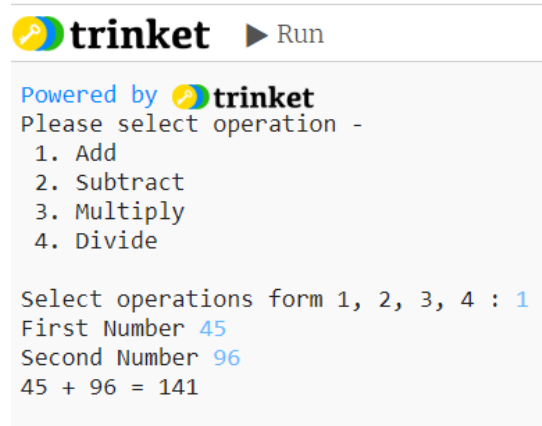 trinket Run
Powered by trinket
Please select operation -
1. Add
2. Subtract
3. Multiply
4. Divide
Select operations form 1, 2, 3, 4 : 1
First Number 45
Second Number 96
45 + 96 = 141